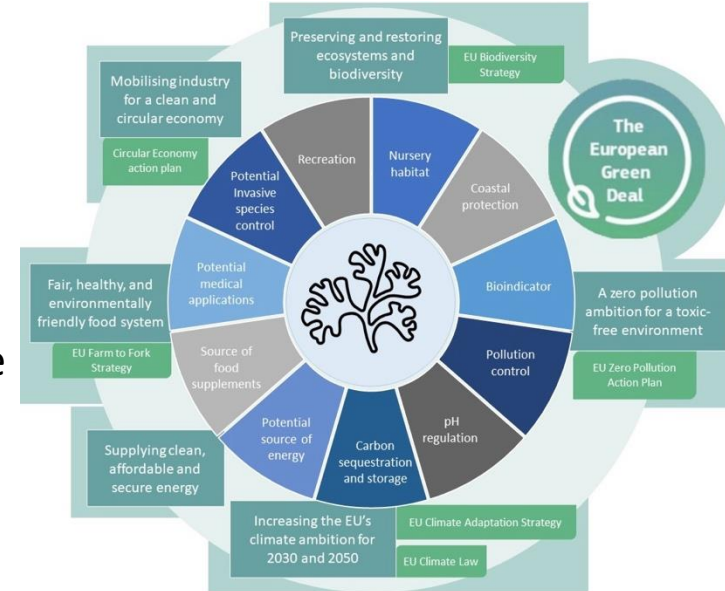 Preserving and restoring
ecosystems and
biodiversity
EU Biodiversity
Strategy
Mobilising industry
for a clean and
circular economy
Circular Economy
action plan
The
European
Green
Deal
Recreation
Nursery
habitat
Potential
Invasive
species
control
Coastal
protection
Potential
medical
applications
Bioindicator
Fair, healthy, and
environmentally
friendly food system
EU Farm to Fork
Strategy
A zero pollution
ambition for a toxic-
free environment
EU Zero Pollution
Action Plan
e
Source of
food
supplements
Pollution
control
Potential
source of
energy
Carbon
sequestration
and storage
pH
regulation
Supplying clean,
affordable and
secure energy
Increasing the EU's
climate ambition for
2030 and 2050
EU Climate Adaptation Strategy
EU Climate Law